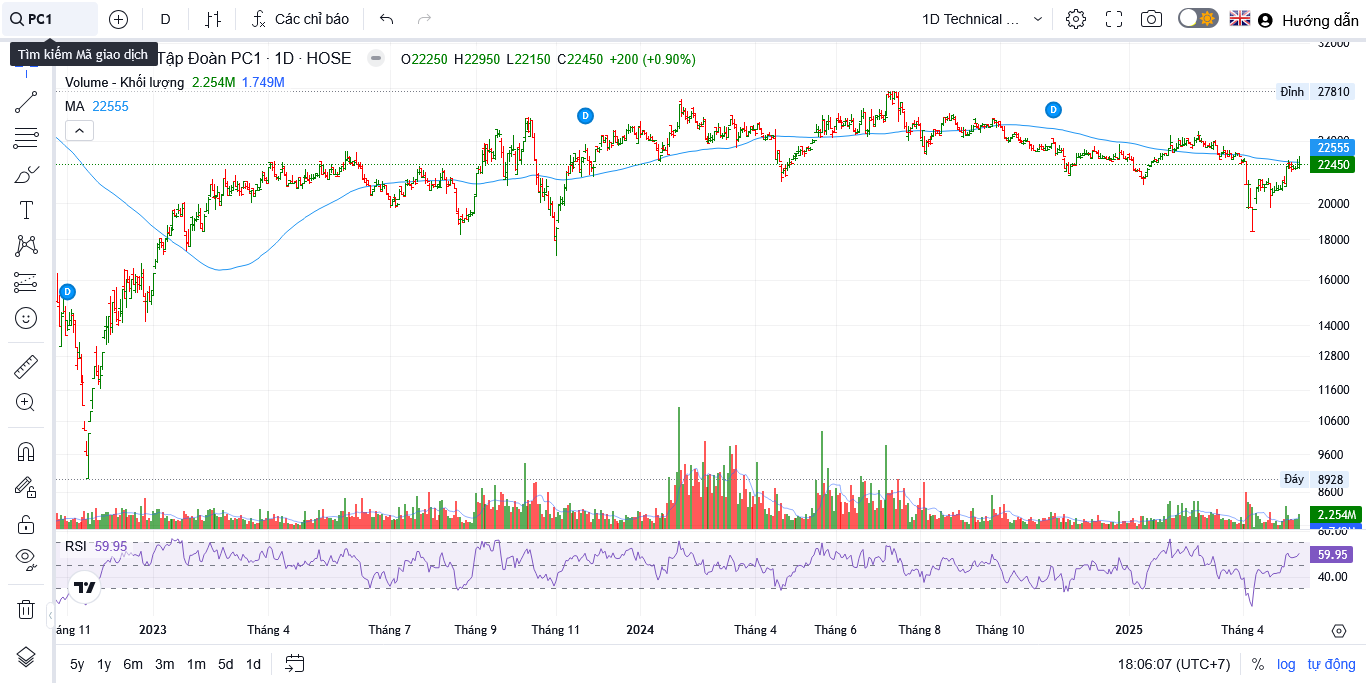 PC1
D
Các chỉ báo
1D Technical ...
Hướng dẫn
Tìm kiếm Mã giao dịch
Tập Đoàn PC1 · 1D · HOSE
O22250 H22950 L22150 C22450 +200 (+0.90%)
Volume - Khối lượng 2.254M 1.749M
MA 22555
D
D
D
32000
Đỉnh 27810
24000
22555
22450
20000
18000
16000
14000
12800
11600
10600
9600
Đáy 8928
8600
2.254M
80.00
RSI 59.95
59.95
40.00
áng 11 2023 Tháng 4 Tháng 7 Tháng 9 Tháng 11 2024 Tháng 4 Tháng 6 Tháng 8 Tháng 10 2025 Tháng 4
5y 1y 6m 3m 1m 5d 1d
18:06:07 (UTC+7) % log tự động